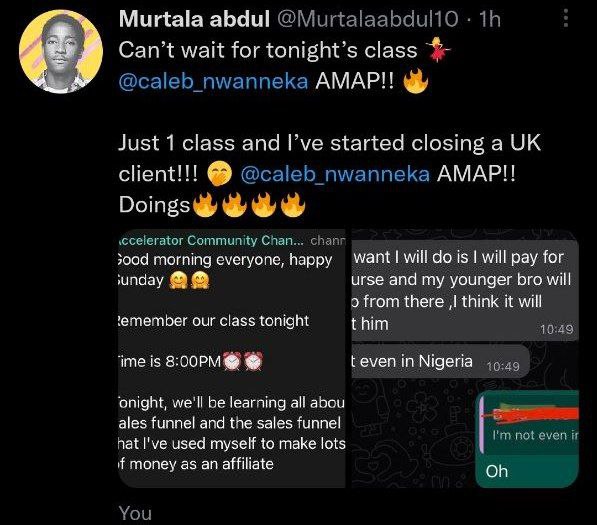 Murtala abdul @Murtalaabdul10 · 1h
Can't wait for tonight's class 💃
@caleb_nwanneka AMAP!! 🔥
Just 1 class and I've started closing a UK
client!!! 🤭 @caleb_nwanneka AMAP!!
Doings🔥🔥🔥🔥
ccelerator Community Chan... chann
Good morning everyone, happy
Sunday 🤗🤗
Remember our class tonight
Time is 8:00PM⏰⏰
Tonight, we'll be learning all abou
ales funnel and the sales funnel
hat I've used myself to make lots
of money as an affiliate
want I will do is I will pay for
urse and my younger bro will
p from there ,I think it will
t him
10:49
t even in Nigeria 10:49
I'm not even in
Oh
You